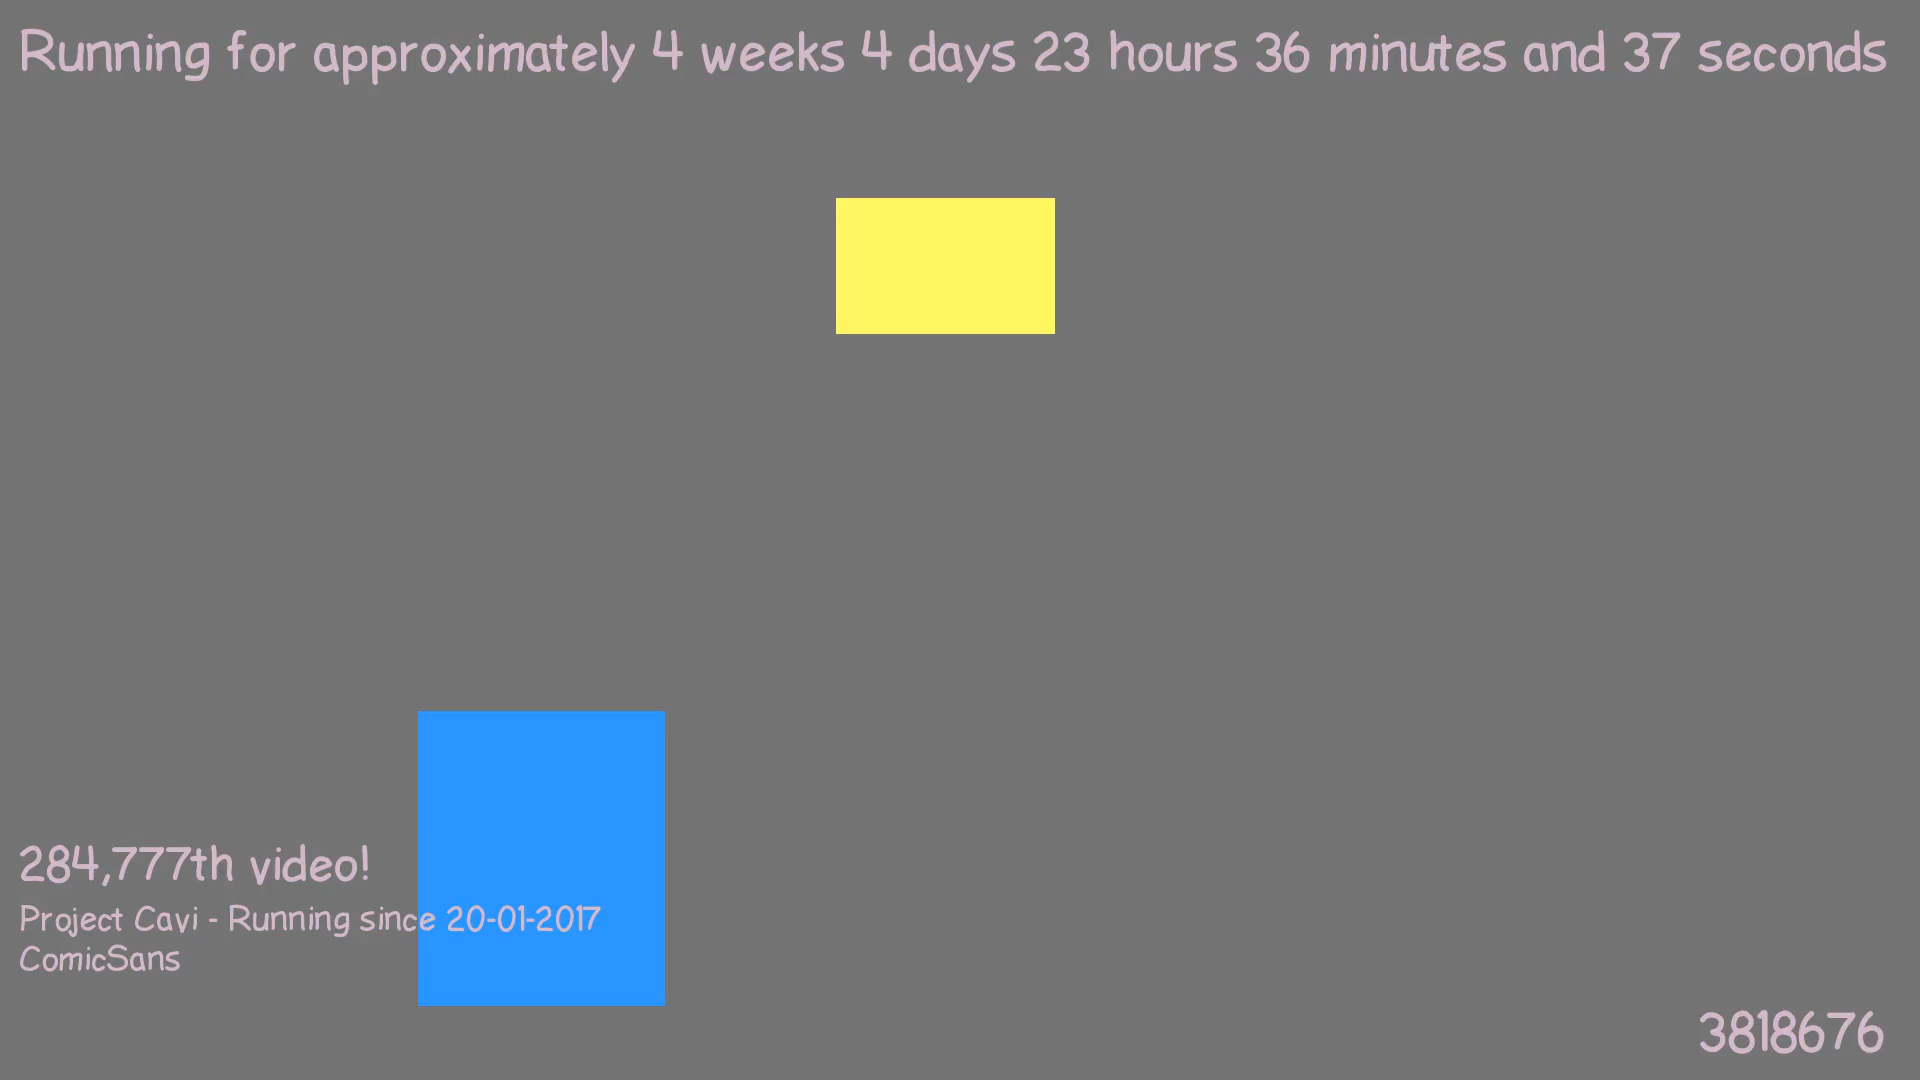 Running for approximately 4 weeks 4 days 23 hours 36 minutes and 37 seconds
284,777th video!
Project Cavi - Running since 20-01-2017
ComicSans
3818676